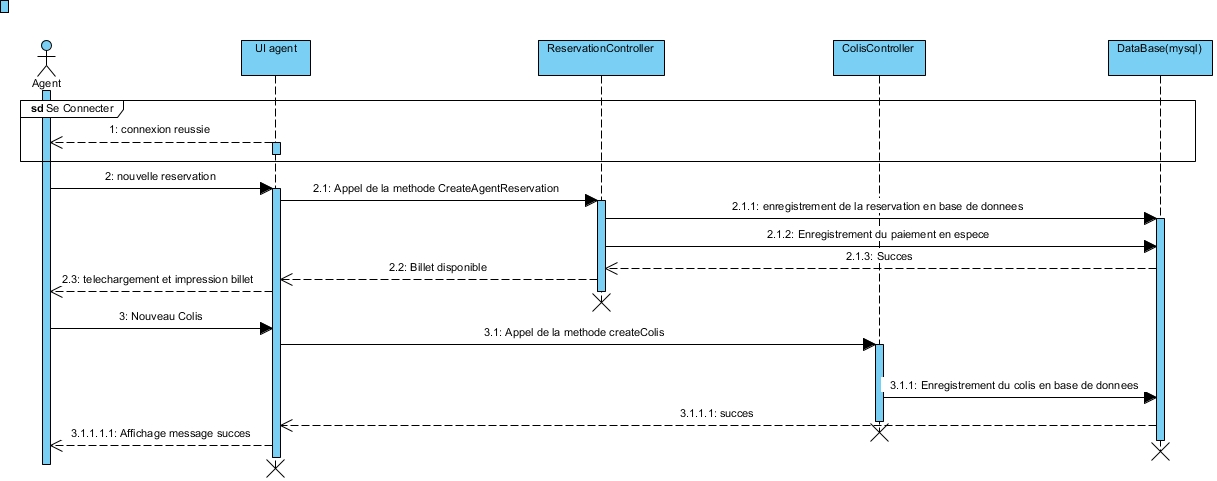 UI agent
ReservationController
ColisController
DataBase(mysql)
Agent
sd Se Connecter
1: connexion reussie
2: nouvelle reservation
2.1: Appel de la methode CreateAgentReservation
2.1.1: enregistrement de la reservation en base de donnees
2.1.2: Enregistrement du paiement en espece
2.1.3: Succes
2.2: Billet disponible
2.3: telechargement et impression billet
3: Nouveau Colis
3.1: Appel de la methode createColis
3.1.1: Enregistrement du colis en base de donnees
3.1.1.1: succes
3.1.1.1.1: Affichage message succes